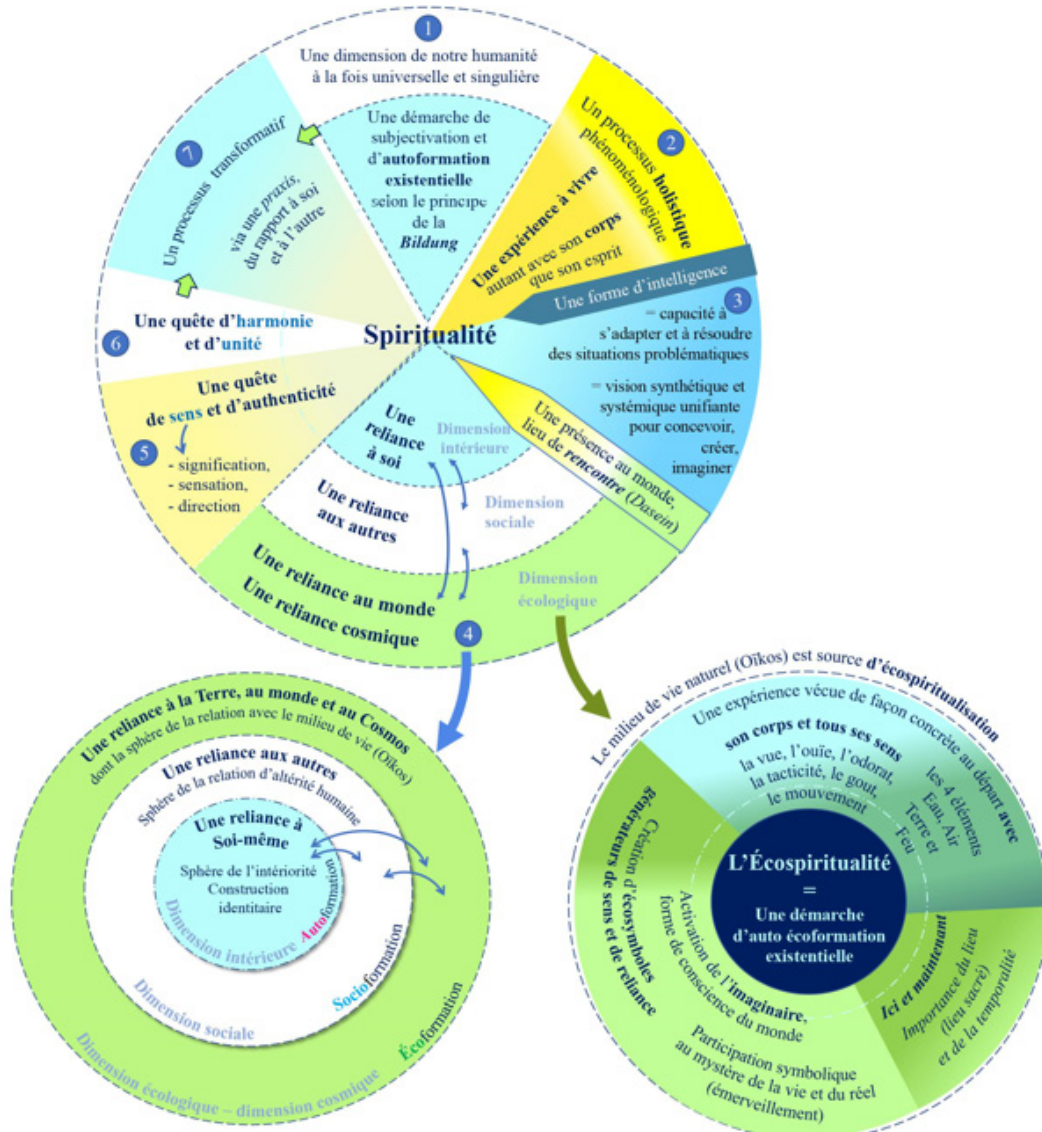 1
Une dimension de notre humanité
à la fois universelle et singulière
Une démarche de
subjectivation et
d'autoformation
existentielle
selon le principe
de la
Bildung
2
Un processus holistique
phénoménologique
Une expérience à vivre
autant avec son corps
que son esprit
Une forme d'intelligence
3
= capacité à
s'adapter et à résoudre
des situations problématiques
= vision synthétique et
systémique unifiante
pour concevoir,
créer,
imaginer
Une présence au monde,
lieu de rencontre (Dasein)
Spiritualité
Une
reliance
à soi
Dimension
intérieure
Une reliance
aux autres
Dimension
sociale
Une reliance au monde
Une reliance cosmique
Dimension
écologique
4
5
Une quête
de sens et d'authenticité
- signification,
- sensation,
- direction
6
Une quête d'harmonie
et d'unité
7
Un processus transformatif
via une praxis,
du rapport à soi
et à l'autre
Une reliance à la Terre, au monde et au Cosmos
dont la sphère de la relation avec le milieu de vie (Oïkos)
Une reliance aux autres
Sphère de la relation d'altérité humaine
Une reliance à
Soi-même
Sphère de l'intériorité
Construction
identitaire
Dimension intérieure
Autoformation
Dimension sociale
Socioformation
Dimension écologique – dimension cosmique
Écoformation
Le milieu de vie naturel (Oïkos) est source d'écospiritualisation
Une expérience vécue de façon concrète au départ avec
son corps et tous ses sens
la vue, l'ouïe, l'odorat,
la tacticité, le gout,
le mouvement
les 4 éléments
Eau, Air
Terre et
Feu
L'Écospiritualité
=
Une démarche
d'auto écoformation
existentielle
Ici et maintenant
Importance du lieu
(lieu sacré)
et de la temporalité
Activation de l'imaginaire,
forme de conscience du monde
Participation symbolique
au mystère de la vie et du réel
(émerveillement)
Création d'écosymboles
générateurs de sens et de reliance